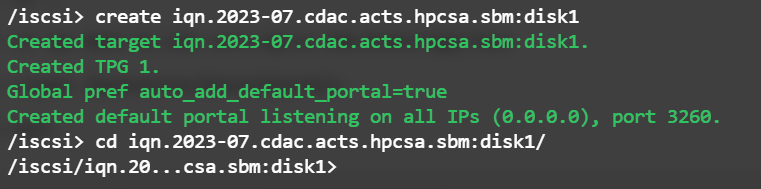 /iscsi> create iqn.2023-07.cdac.acts.hpcsa.sbm:disk1
Created target iqn.2023-07.cdac.acts.hpcsa.sbm:disk1.
Created TPG 1.
Global pref auto_add_default_portal=true
Created default portal listening on all IPs (0.0.0.0), port 3260.
/iscsi> cd iqn.2023-07.cdac.acts.hpcsa.sbm:disk1/
/iscsi/iqn.20...csa.sbm:disk1>